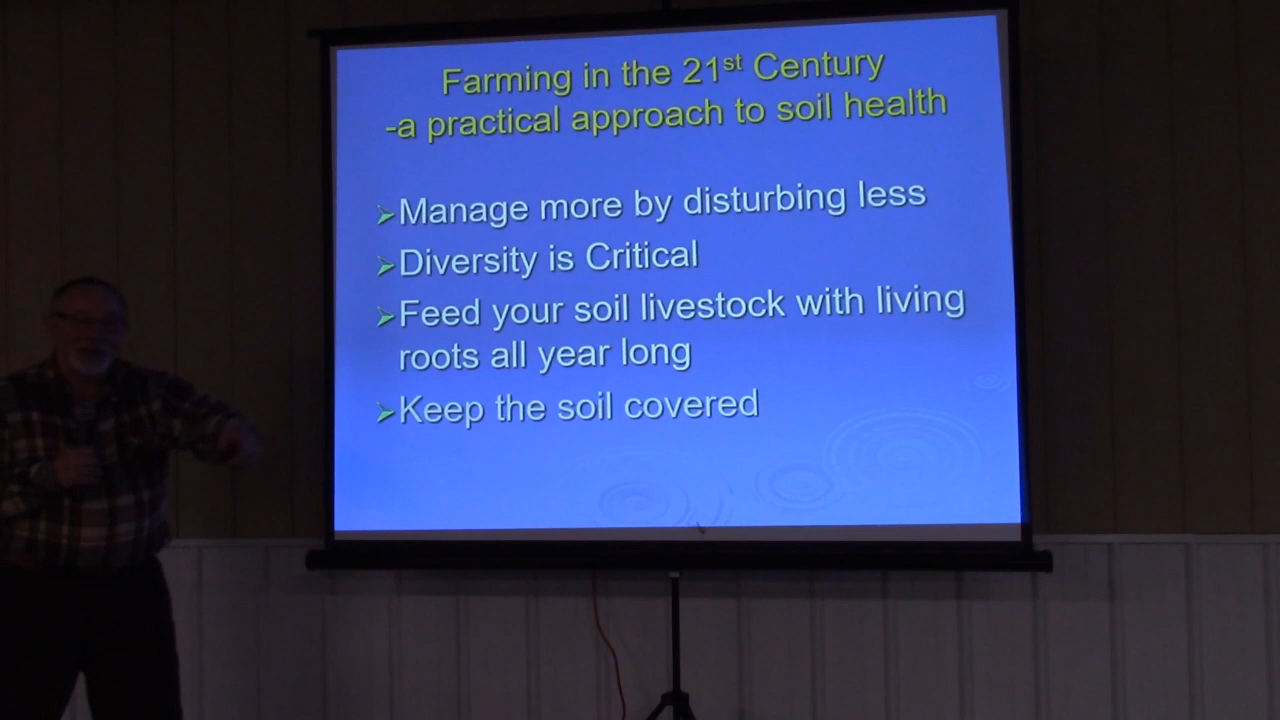 Farming in the 21st Century
-a practical approach to soil health
➢Manage more by disturbing less
➢Diversity is Critical
➢Feed your soil livestock with living
roots all year long
➢Keep the soil covered